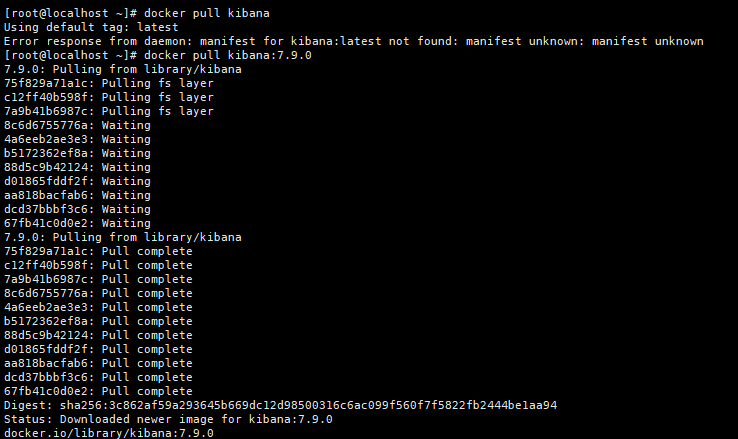 [root@localhost ~]# docker pull kibana
Using default tag: latest
Error response from daemon: manifest for kibana:latest not found: manifest unknown: manifest unknown
[root@localhost ~]# docker pull kibana:7.9.0
7.9.0: Pulling from library/kibana
75f829a71a1c: Pulling fs layer
c12ff40b598f: Pulling fs layer
7a9b41b6987c: Pulling fs layer
8c6d6755776a: Waiting
4a6eeb2ae3e3: Waiting
b5172362ef8a: Waiting
88d5c9b42124: Waiting
d01865fddf2f: Waiting
aa818bacfab6: Waiting
dcd37bbbf3c6: Waiting
67fb41c0d0e2: Waiting
7.9.0: Pulling from library/kibana
75f829a71a1c: Pull complete
c12ff40b598f: Pull complete
7a9b41b6987c: Pull complete
8c6d6755776a: Pull complete
4a6eeb2ae3e3: Pull complete
b5172362ef8a: Pull complete
88d5c9b42124: Pull complete
d01865fddf2f: Pull complete
aa818bacfab6: Pull complete
dcd37bbbf3c6: Pull complete
67fb41c0d0e2: Pull complete
Digest: sha256:3c862af59a293645b669dc12d98500316c6ac099f560f7f5822fb2444be1aa94
Status: Downloaded newer image for kibana:7.9.0
docker.io/library/kibana:7.9.0